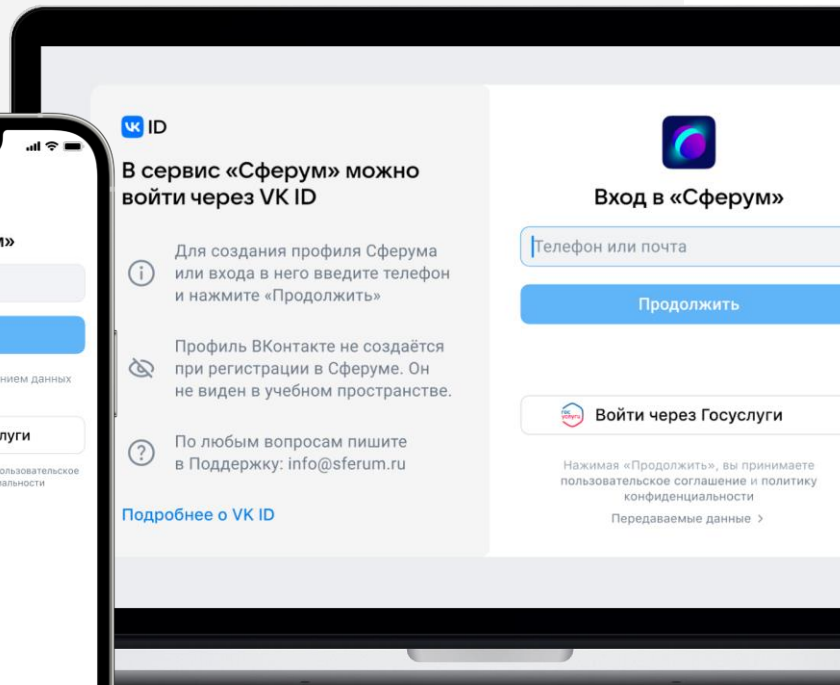 VK ID
В сервис «Сферум» можно
войти через VK ID
Для создания профиля Сферума
или входа в него введите телефон
и нажмите «Продолжить»
Профиль ВКонтакте не создаётся
при регистрации в Сферуме. Он
не виден в учебном пространстве.
По любым вопросам пишите
в Поддержку: info@sferum.ru
Подробнее о VK ID
Вход в «Сферум»
Телефон или почта
Продолжить
гос
услуги
Войти через Госуслуги
Нажимая «Продолжить», вы принимаете
пользовательское соглашение и политику
конфиденциальности
Передаваемые данные >
данных